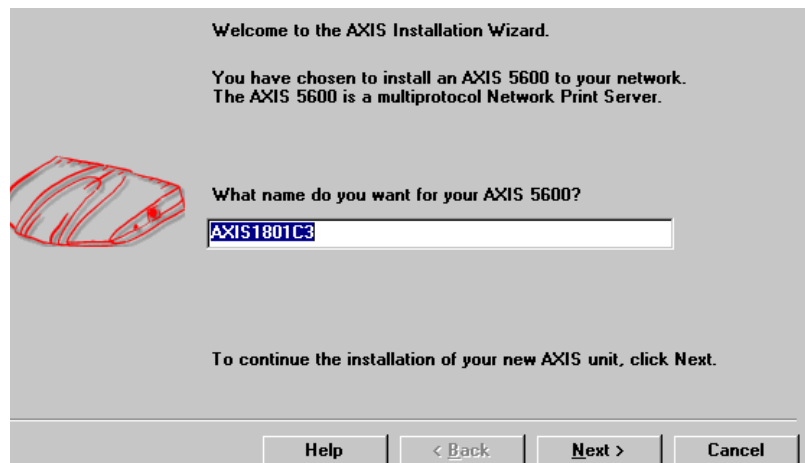 Welcome to the AXIS Installation Wizard.
You have chosen to install an AXIS 5600 to your network.
The AXIS 5600 is a multiprotocol Network Print Server.
What name do you want for your AXIS 5600?
AXIS1801C3
To continue the installation of your new AXIS unit, click Next.
Help < Back Next > Cancel